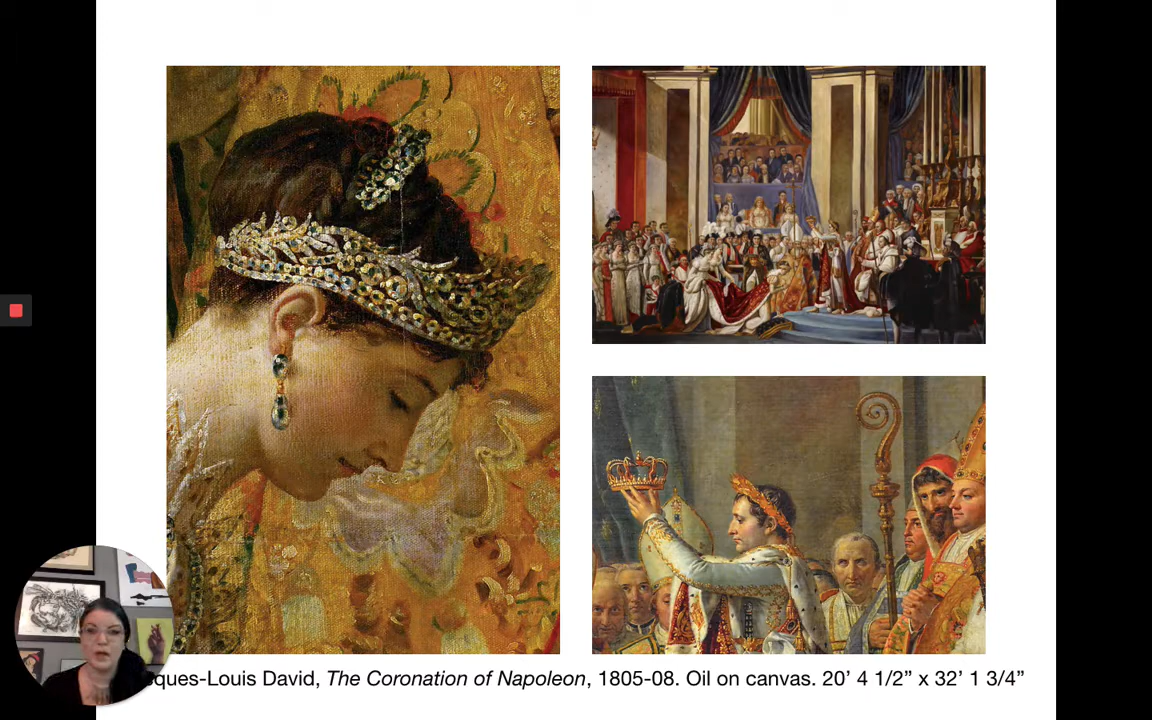 ques-Louis David, The Coronation of Napoleon, 1805-08. Oil on canvas. 20’ 4 1/2” x 32’ 1 3/4”